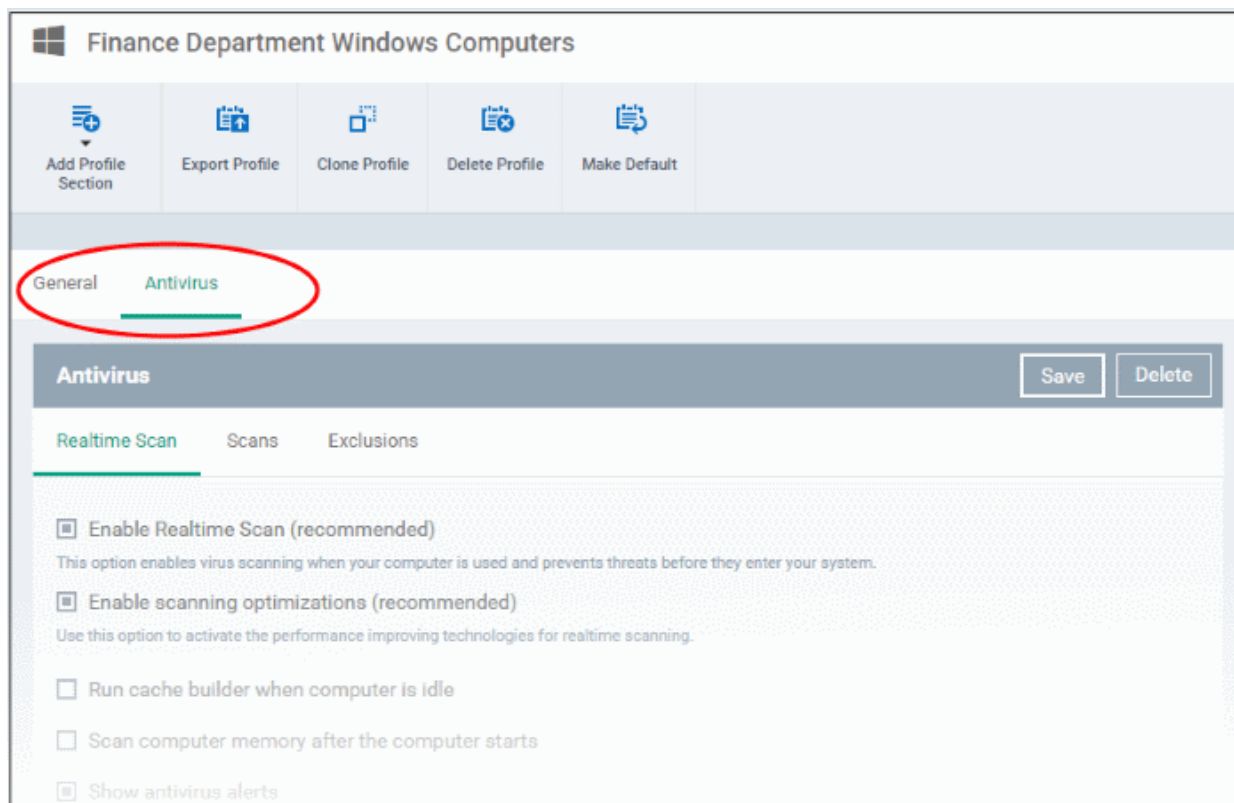 Finance Department Windows Computers
Add Profile
Section
Export Profile
Clone Profile
Delete Profile
Make Default
General
Antivirus
Antivirus
Save
Delete
Realtime Scan
Scans
Exclusions
Enable Realtime Scan (recommended)
This option enables virus scanning when your computer is used and prevents threats before they enter your system.
Enable scanning optimizations (recommended)
Use this option to activate the performance improving technologies for realtime scanning.
Run cache builder when computer is idle
Scan computer memory after the computer starts
Show antivirus alerts